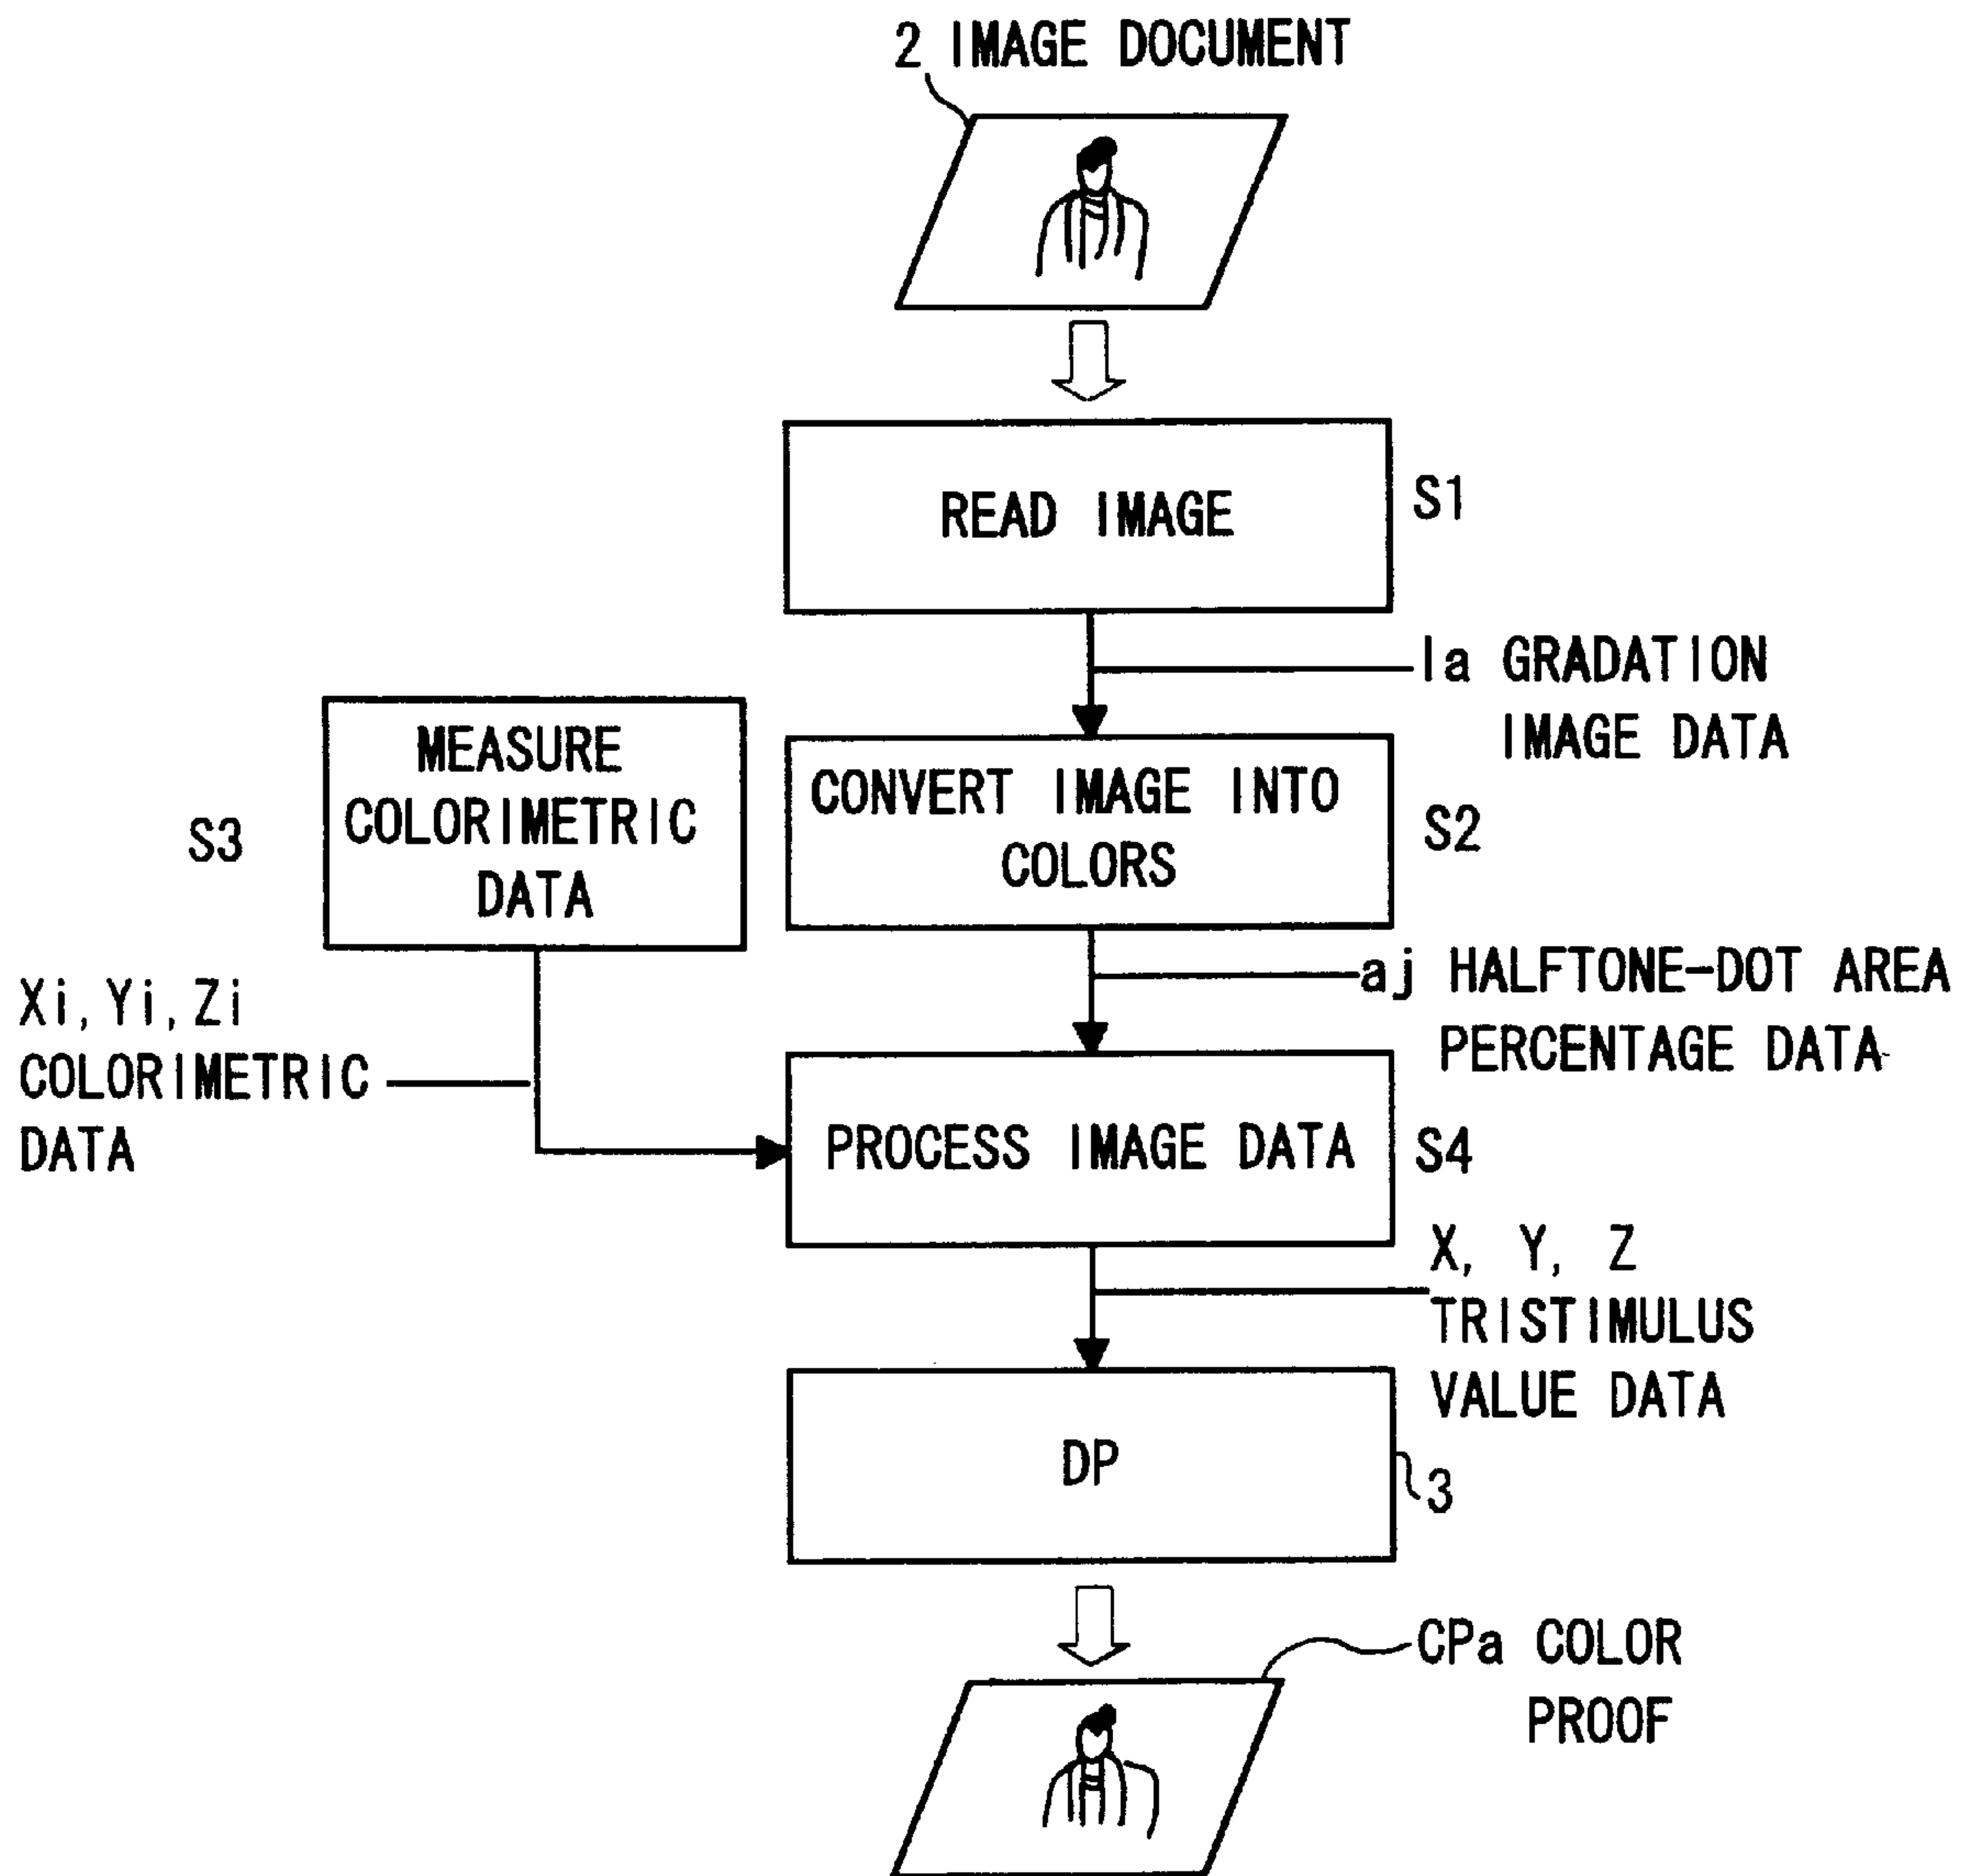 2 IMAGE DOCUMENT
READ IMAGE
S1
Ia GRADATION
IMAGE DATA
MEASURE
COLORIMETRIC
DATA
S3
CONVERT IMAGE INTO
COLORS
S2
Xi, Yi, Zi
COLORIMETRIC
DATA
aj HALFTONE-DOT AREA
PERCENTAGE DATA
PROCESS IMAGE DATA
S4
X, Y, Z
TRISTIMULUS
VALUE DATA
DP
3
CPa COLOR
PROOF